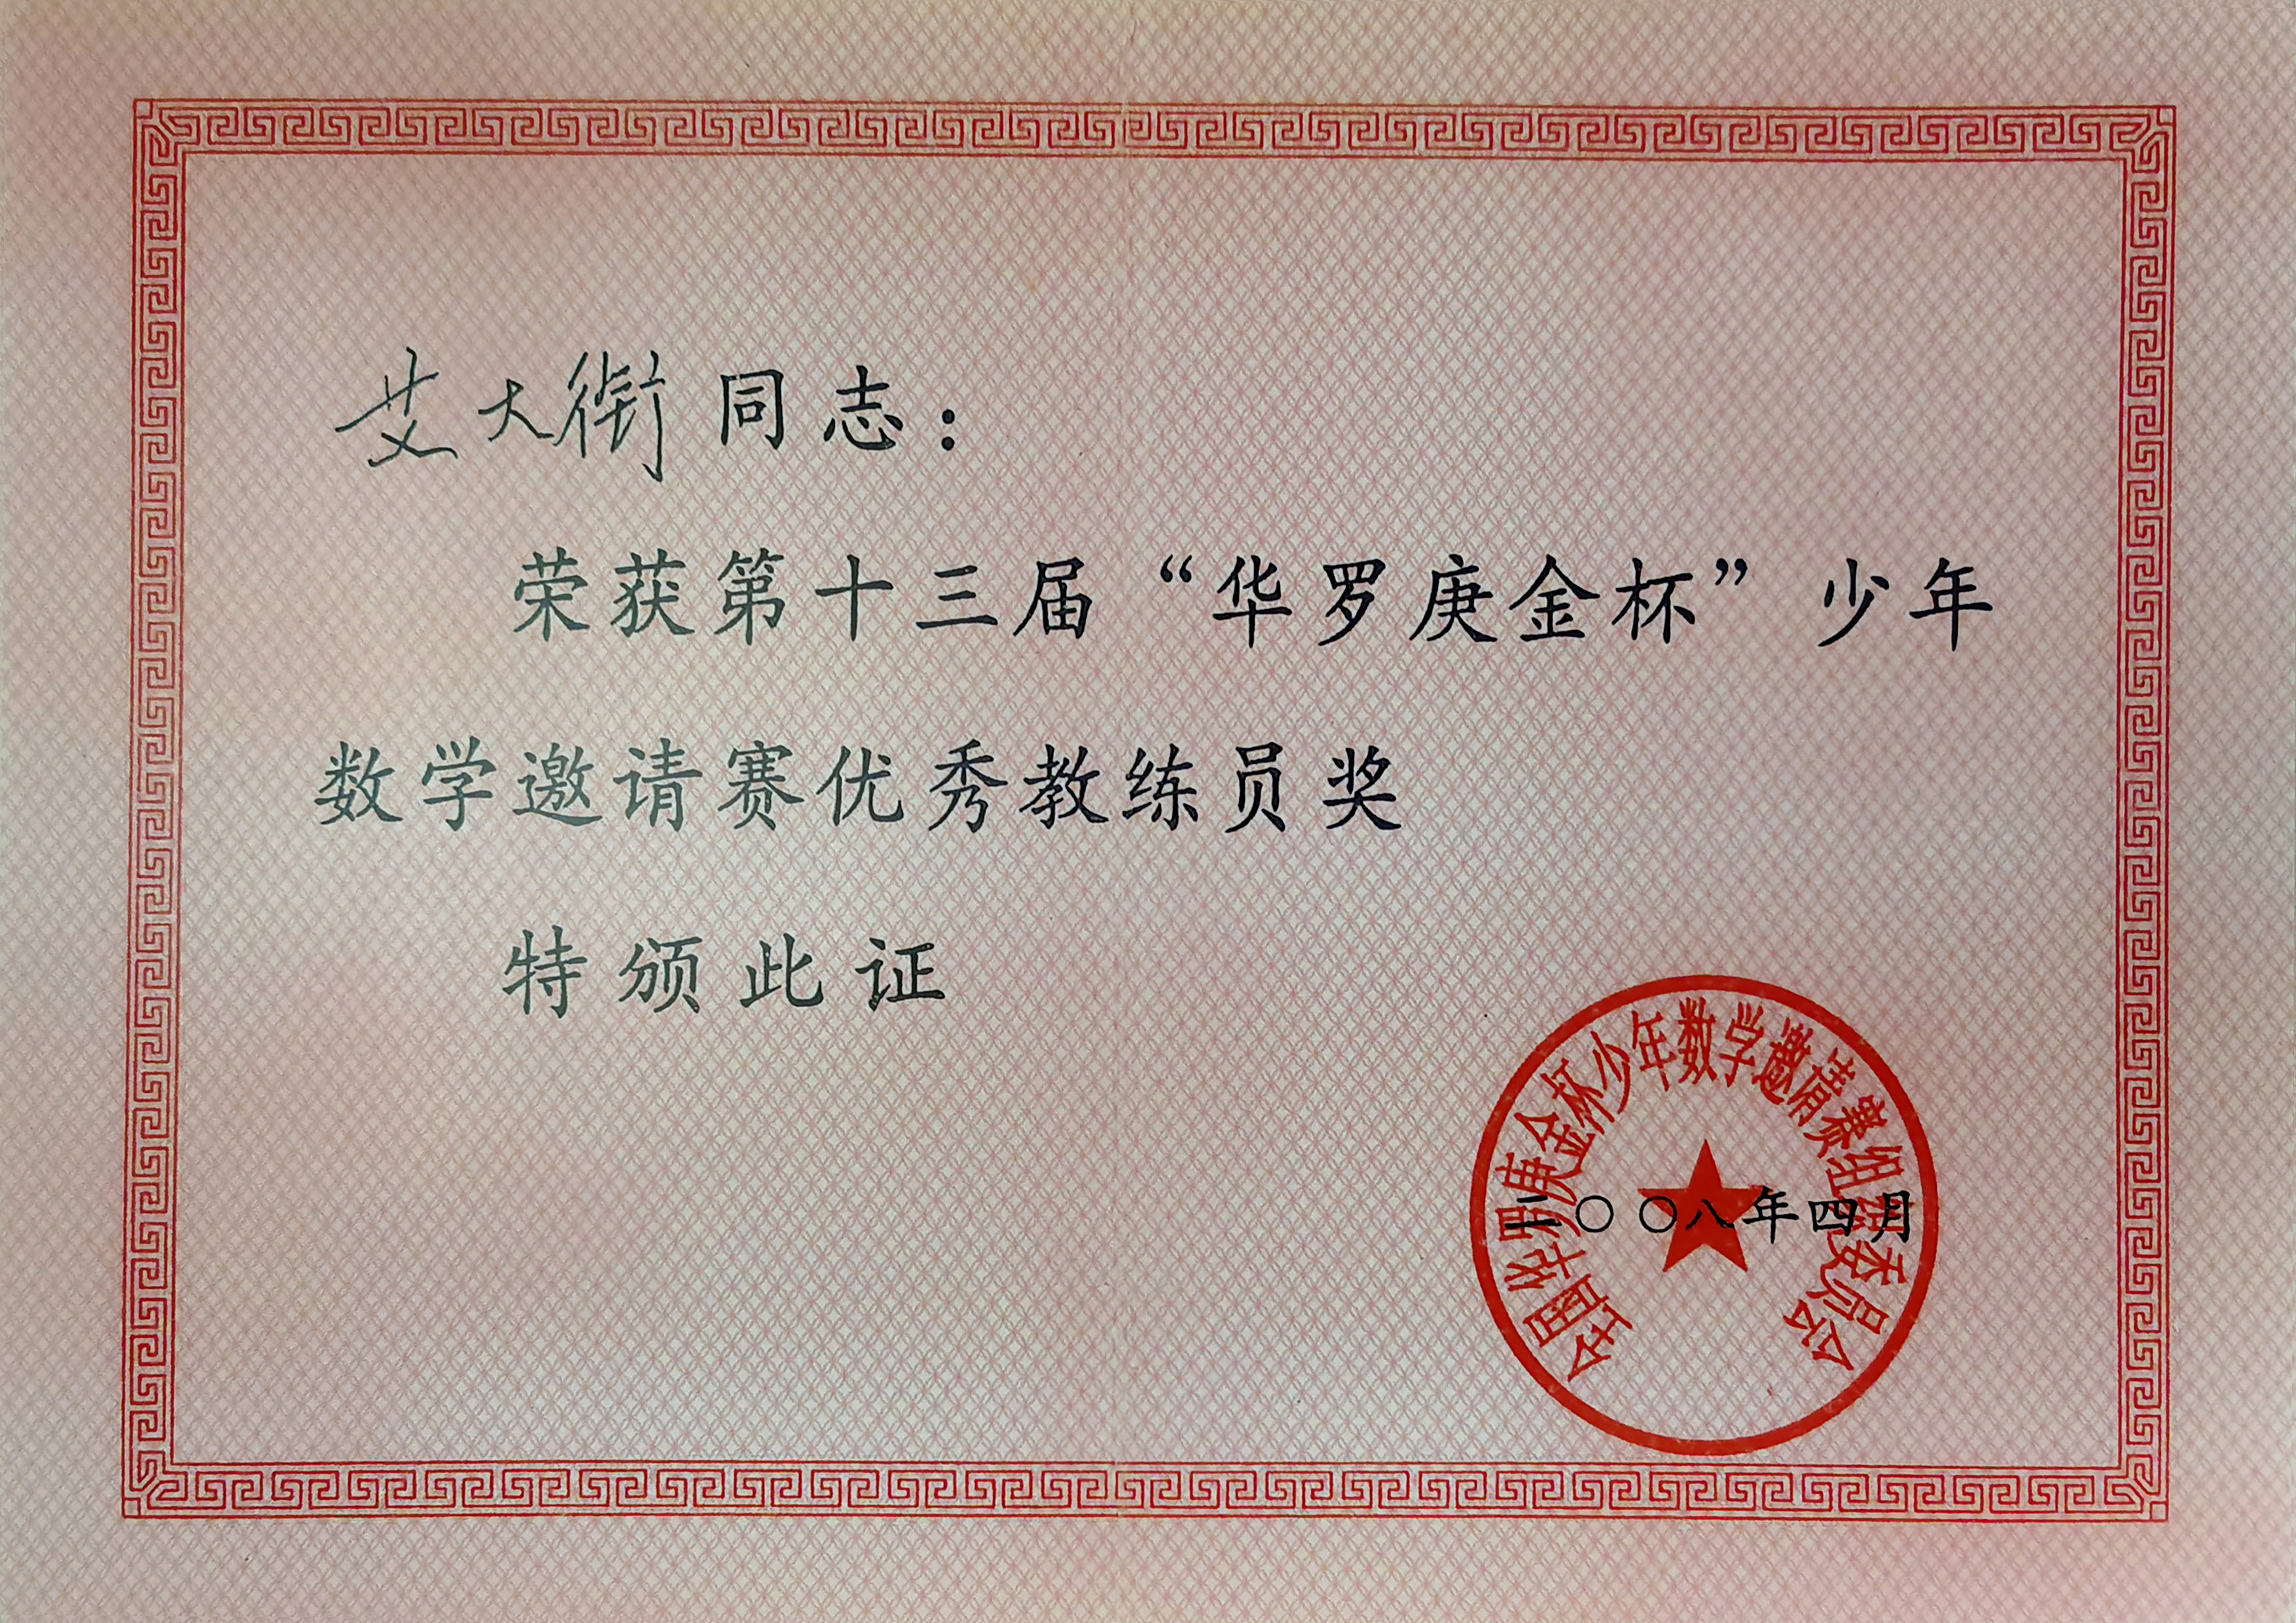 艾大衔同志：
荣获第十三届“华罗庚金杯”少年
数学邀请赛优秀教练员奖
特颁此证
全国华罗庚金杯少年数学邀请赛组织委员会
二〇〇八年四月